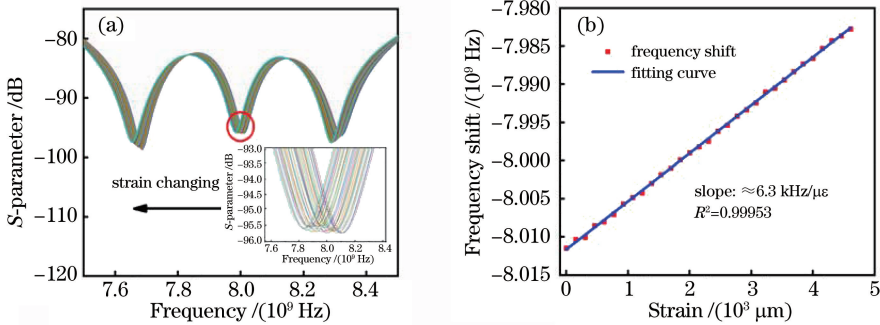 (a)
S-parameter /dB
−80
−90
−100
−110
−120
7.6
7.8
8.0
8.2
8.4
Frequency /(10⁹ Hz)
strain changing
S-parameter /dB
−93.0
−93.5
−94.0
−94.5
−95.0
−95.5
−96.0
7.6
7.8
8.0
8.2
8.4
Frequency /(10⁹ Hz)
(b)
Frequency shift /(10⁹ Hz)
−7.980
−7.985
−7.990
−7.995
−8.000
−8.005
−8.010
−8.015
frequency shift
fitting curve
slope: ≈6.3 kHz/με
R²=0.99953
0
1
2
3
4
5
Strain /(10³ μm)